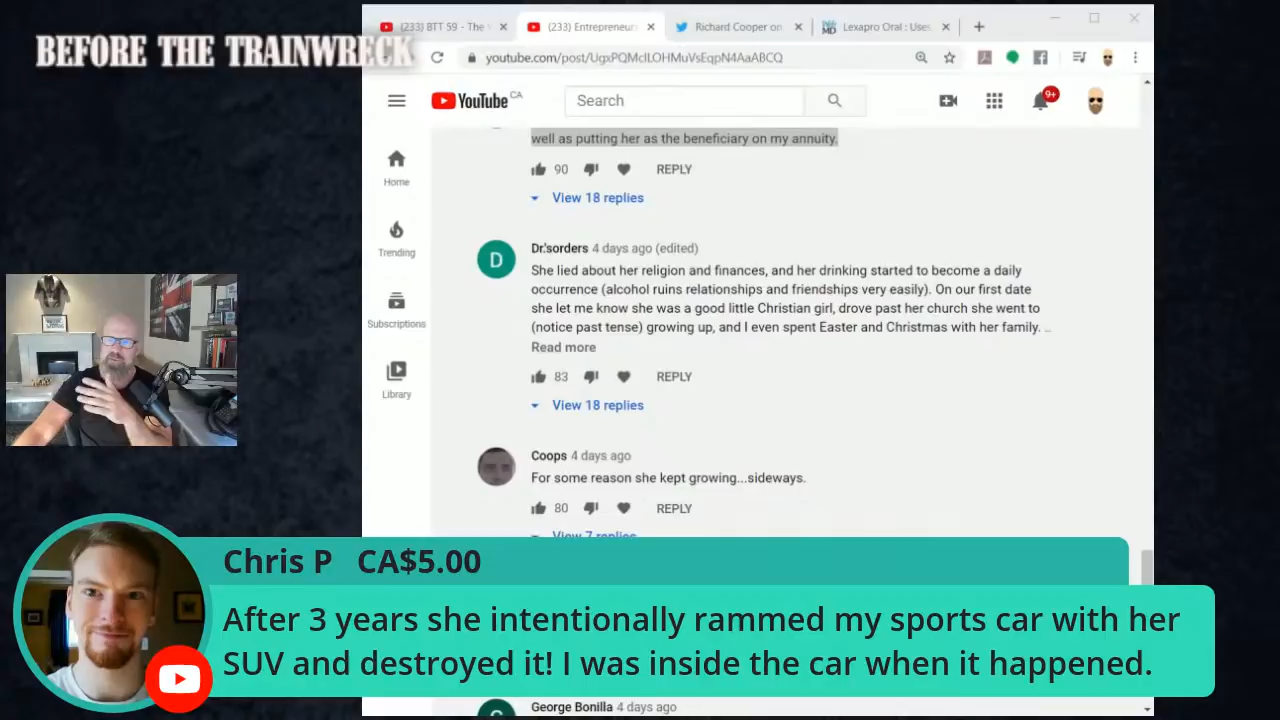 BEFORE THE TRAINWRECK
(233) BTT 59 - The
(233) Entrepreneur
Richard Cooper on
Lexapro Oral : Uses,
youtube.com/post/UgxPQMclLOHMuVsEqpN4AaABCQ
YouTube CA
Search
9+
Home
Trending
Subscriptions
Library
well as putting her as the beneficiary on my annuity.
90 REPLY
View 18 replies
D
Dr.'sorders 4 days ago (edited)
She lied about her religion and finances, and her drinking started to become a daily
occurrence (alcohol ruins relationships and friendships very easily). On our first date
she let me know she was a good little Christian girl, drove past her church she went to
(notice past tense) growing up, and I even spent Easter and Christmas with her family. ...
Read more
83 REPLY
View 18 replies
Coops 4 days ago
For some reason she kept growing...sideways.
80 REPLY
View 7 replies
Chris P CA$5.00
After 3 years she intentionally rammed my sports car with her
SUV and destroyed it! I was inside the car when it happened.
George Bonilla 4 days ago